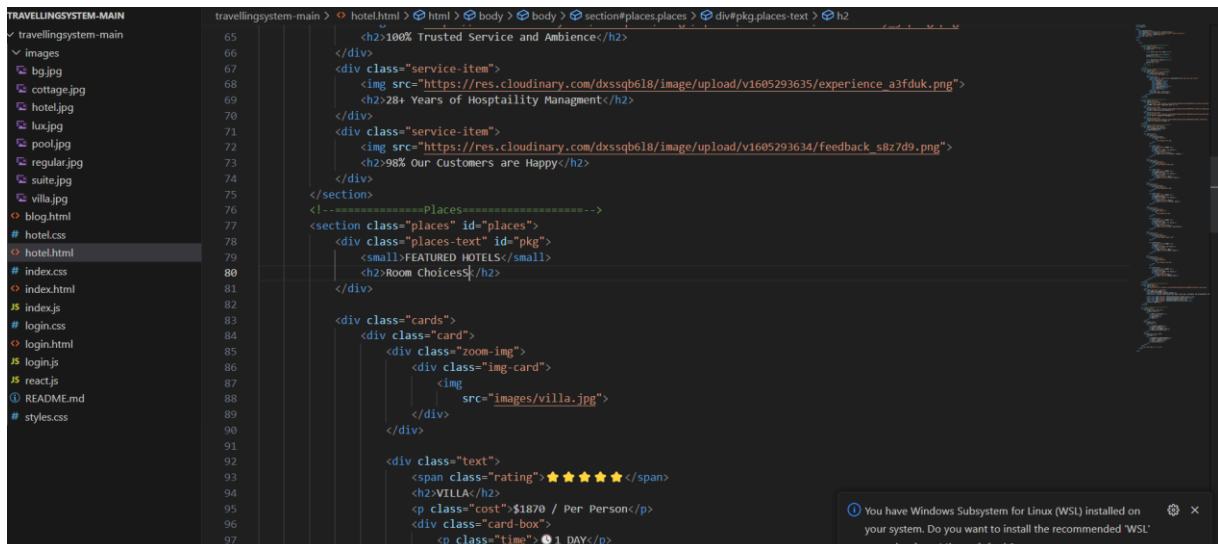 TRAVELLINGSYSTEM-MAIN
travellingsystem-main
images
bg.jpg
cottage.jpg
hotel.jpg
lux.jpg
pool.jpg
regular.jpg
suite.jpg
villa.jpg
blog.html
hotel.css
hotel.html
index.css
index.html
JS index.js
login.css
login.html
JS login.js
JS react.js
README.md
styles.css
travellingsystem-main > hotel.html > html > body > body > section#places.places > div#pkg.places-text > h2
65 <h2>100% Trusted Service and Ambience</h2>
66 </div>
67 <div class="service-item">
68 <img src="https://res.cloudinary.com/dxssqb6l8/image/upload/v1605293635/experience_a3fduk.png">
69 <h2>28+ Years of Hosptaility Managment</h2>
70 </div>
71 <div class="service-item">
72 <img src="https://res.cloudinary.com/dxssqb6l8/image/upload/v1605293634/feedback_s8z7d9.png">
73 <h2>98% Our Customers are Happy</h2>
74 </div>
75 </section>
76 <!--==============Places===================-->
77 <section class="places" id="places">
78 <div class="places-text" id="pkg">
79 <small>FEATURED HOTELS</small>
80 <h2>Room ChoicesS</h2>
81 </div>
82
83 <div class="cards">
84 <div class="card">
85 <div class="zoom-img">
86 <div class="img-card">
87 <img
88 src="images/villa.jpg">
89 </div>
90 </div>
91
92 <div class="text">
93 <span class="rating">⭐⭐⭐⭐⭐</span>
94 <h2>VILLA</h2>
95 <p class="cost">$1870 / Per Person</p>
96 <div class="card-box">
97 <p class="time">🕓1 DAY</p>
You have Windows Subsystem for Linux (WSL) installed on
your system. Do you want to install the recommended 'WSL'